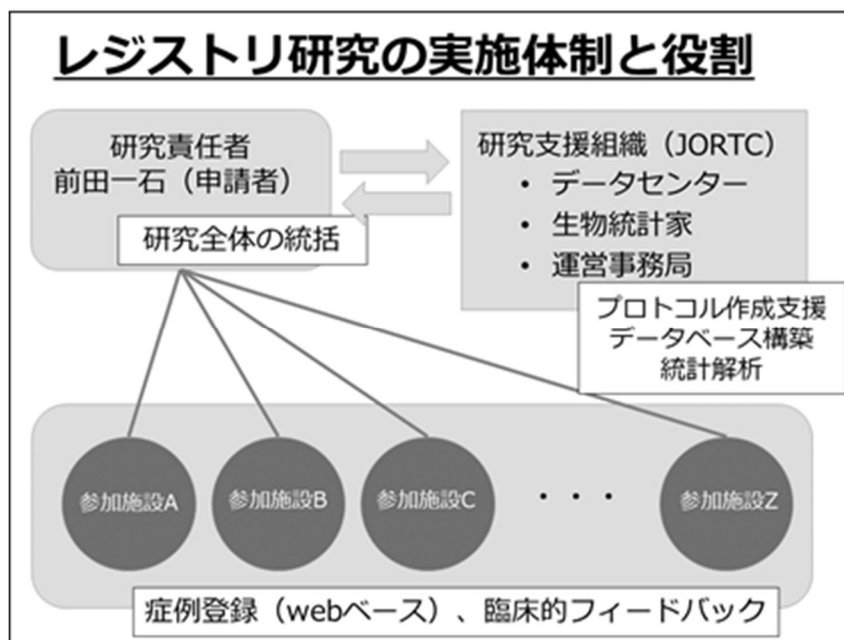 レジストリ研究の実施体制と役割
研究責任者
前田一石（申請者）
研究全体の統括
研究支援組織（JORTC）
• データセンター
• 生物統計家
• 運営事務局
プロトコル作成支援
データベース構築
統計解析
参加施設A
参加施設B
参加施設C
・・・
参加施設Z
症例登録（webベース）、臨床的フィードバック